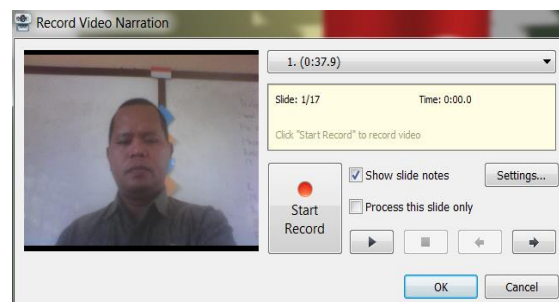 Record Video Narration
1. (0:37.9)
Slide: 1/17 Time: 0:00.0
Click "Start Record" to record video
Start
Record
Show slide notes
Settings...
Process this slide only
OK
Cancel